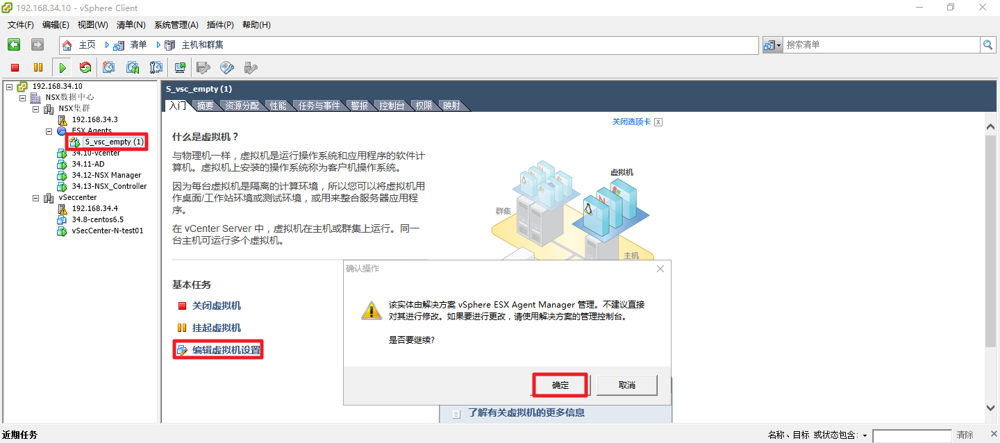 192.168.34.10 - vSphere Client
文件(F) 编辑(E) 视图(W) 清单(N) 系统管理(A) 插件(P) 帮助(H)
主页 清单 主机和群集
搜索清单
192.168.34.10
NSX数据中心
NSX集群
192.168.34.3
ESX Agents
S_vsc_empty (1)
34.10-vcenter
34.11-AD
34.12-NSX Manager
34.13-NSX_Controller
vSeccenter
192.168.34.4
34.8-centos6.5
vSecCenter-N-test01
S_vsc_empty (1)
入门 摘要 资源分配 性能 任务与事件 警报 控制台 权限 映射
关闭选项卡
什么是虚拟机？
与物理机一样，虚拟机是运行操作系统和应用程序的软件计
算机。虚拟机上安装的操作系统称为客户机操作系统。
因为每台虚拟机是隔离的计算环境，所以您可以将虚拟机用
作桌面/工作站环境或测试环境，或用来整合服务器应用程
序。
在 vCenter Server 中，虚拟机在主机或群集上运行。同一
台主机可运行多个虚拟机。
虚拟机
群集
主机
基本任务
关闭虚拟机
挂起虚拟机
编辑虚拟机设置
确认操作
该实体由解决方案 vSphere ESX Agent Manager 管理。不建议直接
对其进行修改。如果要进行更改，请使用解决方案的管理控制台。
是否要继续?
确定 取消
了解有关虚拟机的更多信息
近期任务
名称、目标 或状态包含: 清除